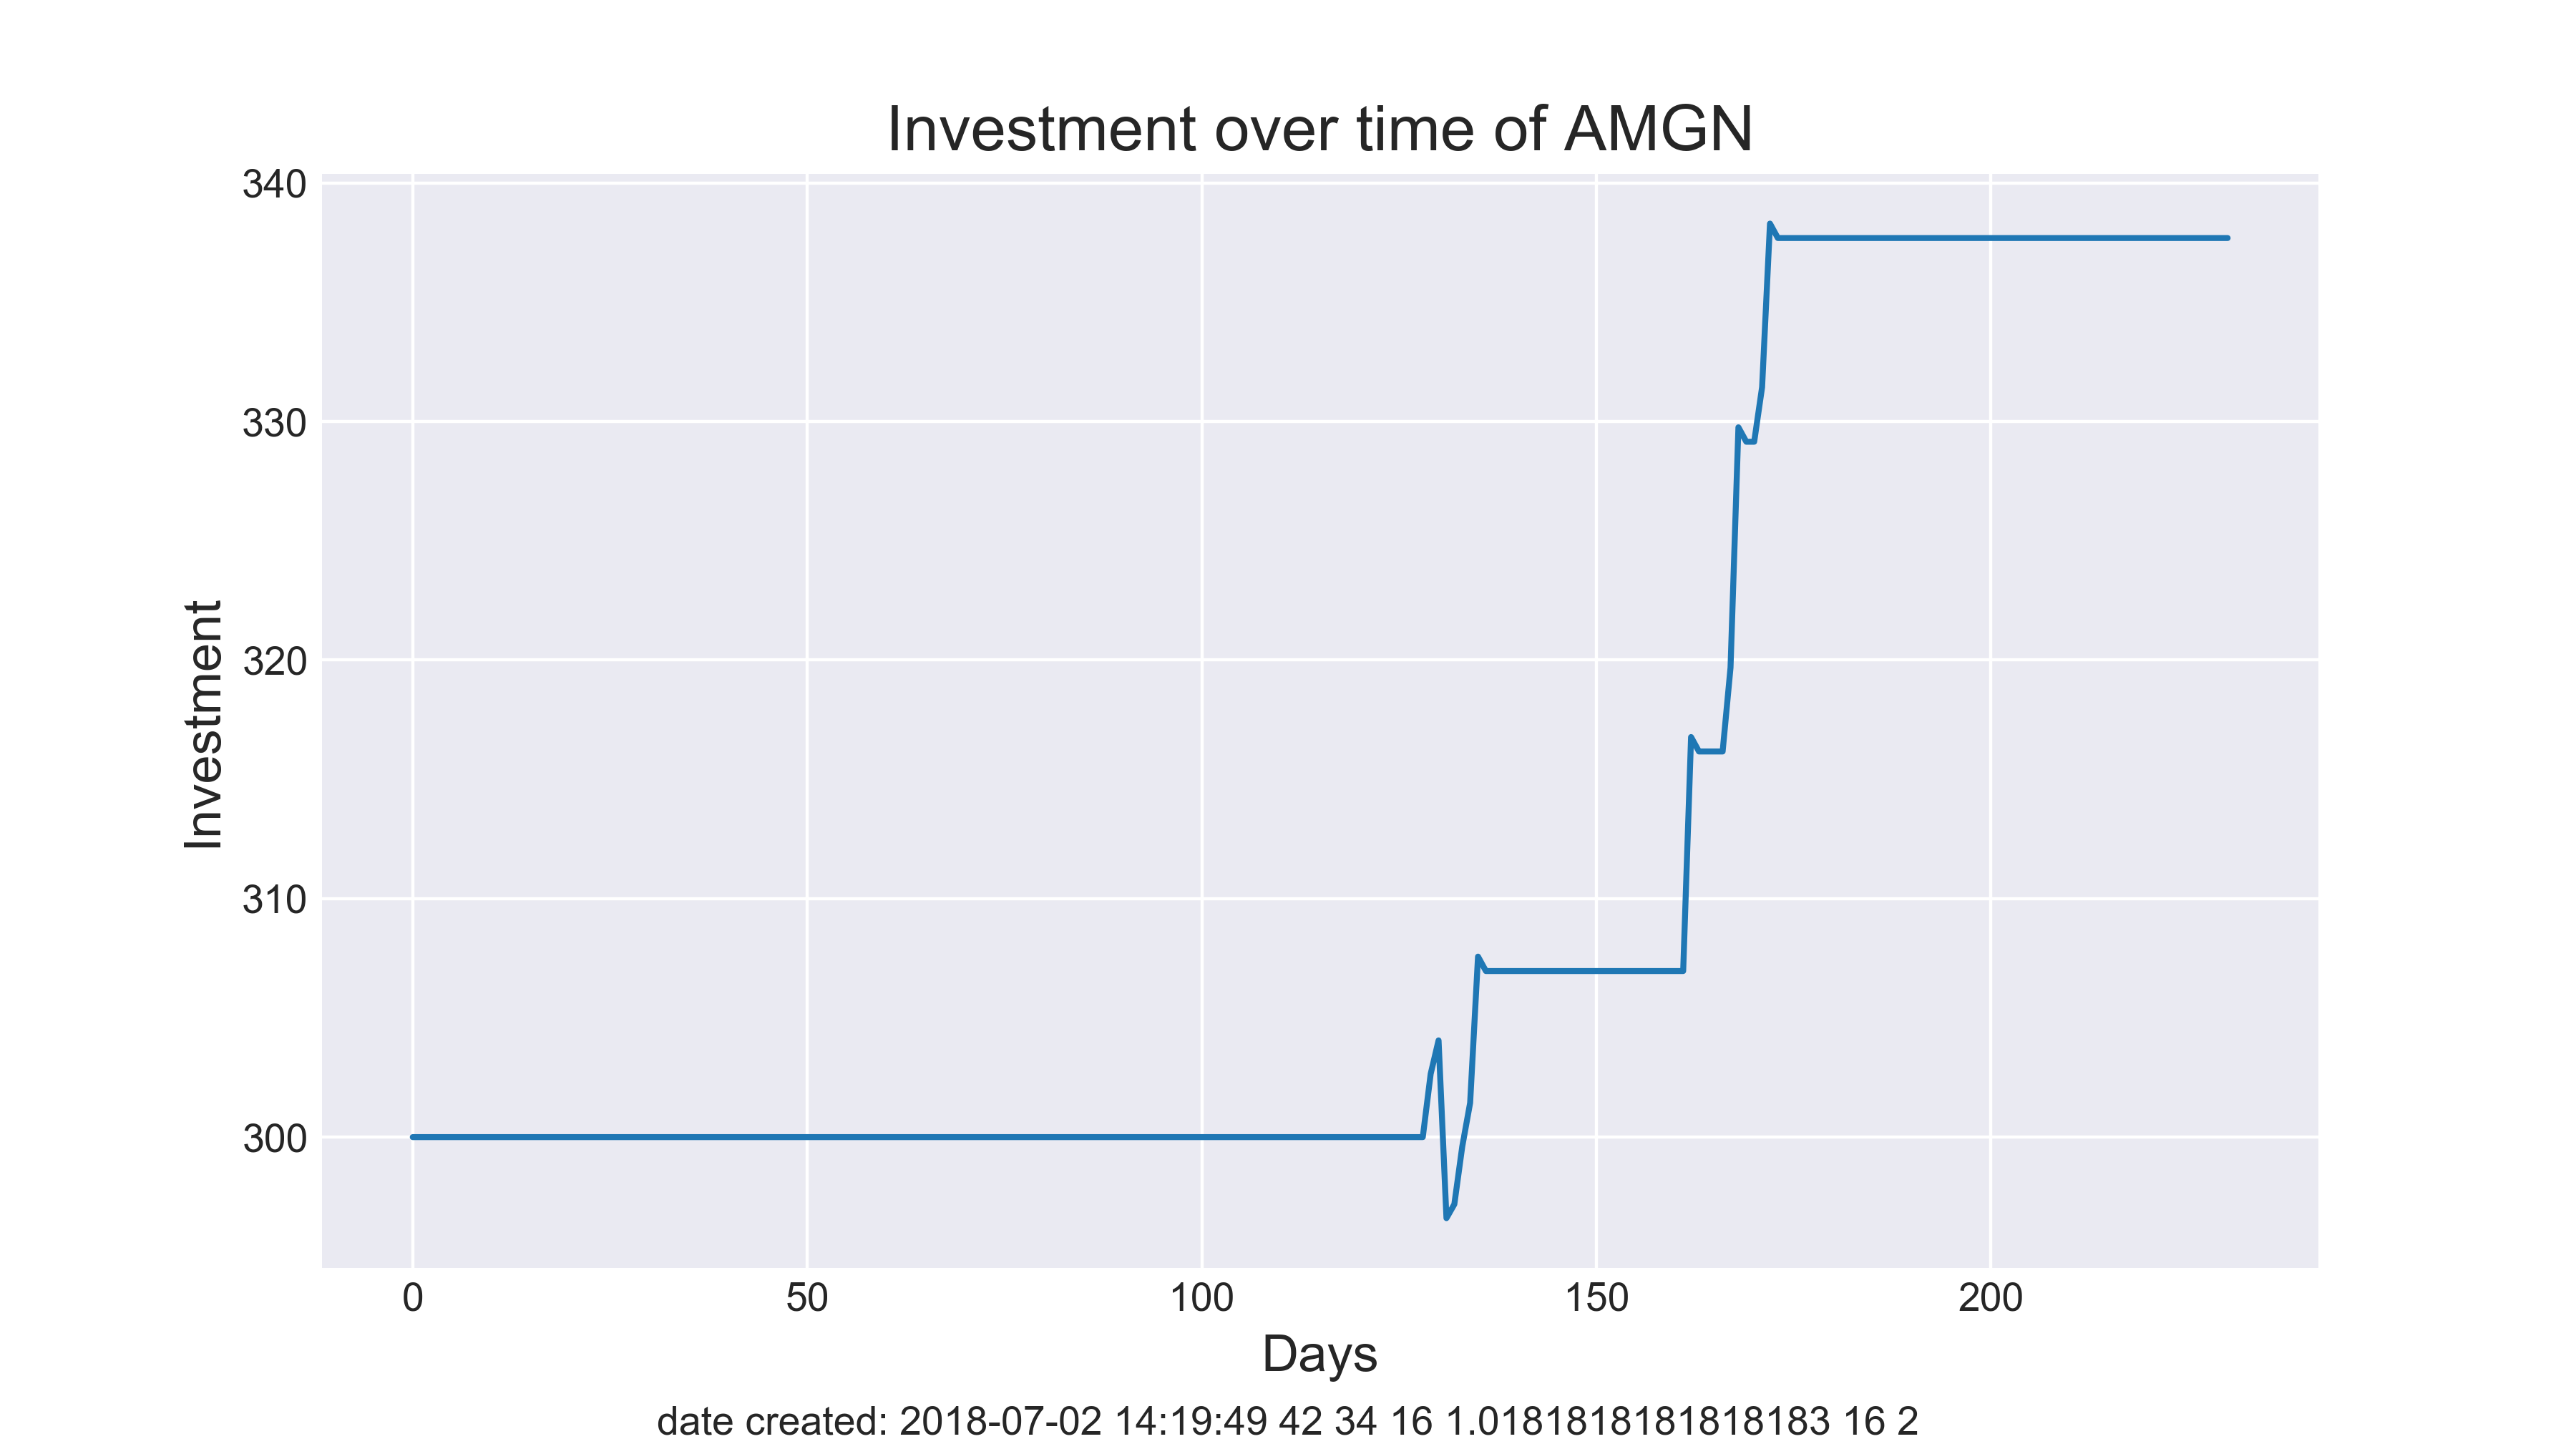 Investment over time of AMGN
340
330
320
310
300
Investment
0 50 100 150 200
Days
date created: 2018-07-02 14:19:49 42 34 16 1.0181818181818183 16 2